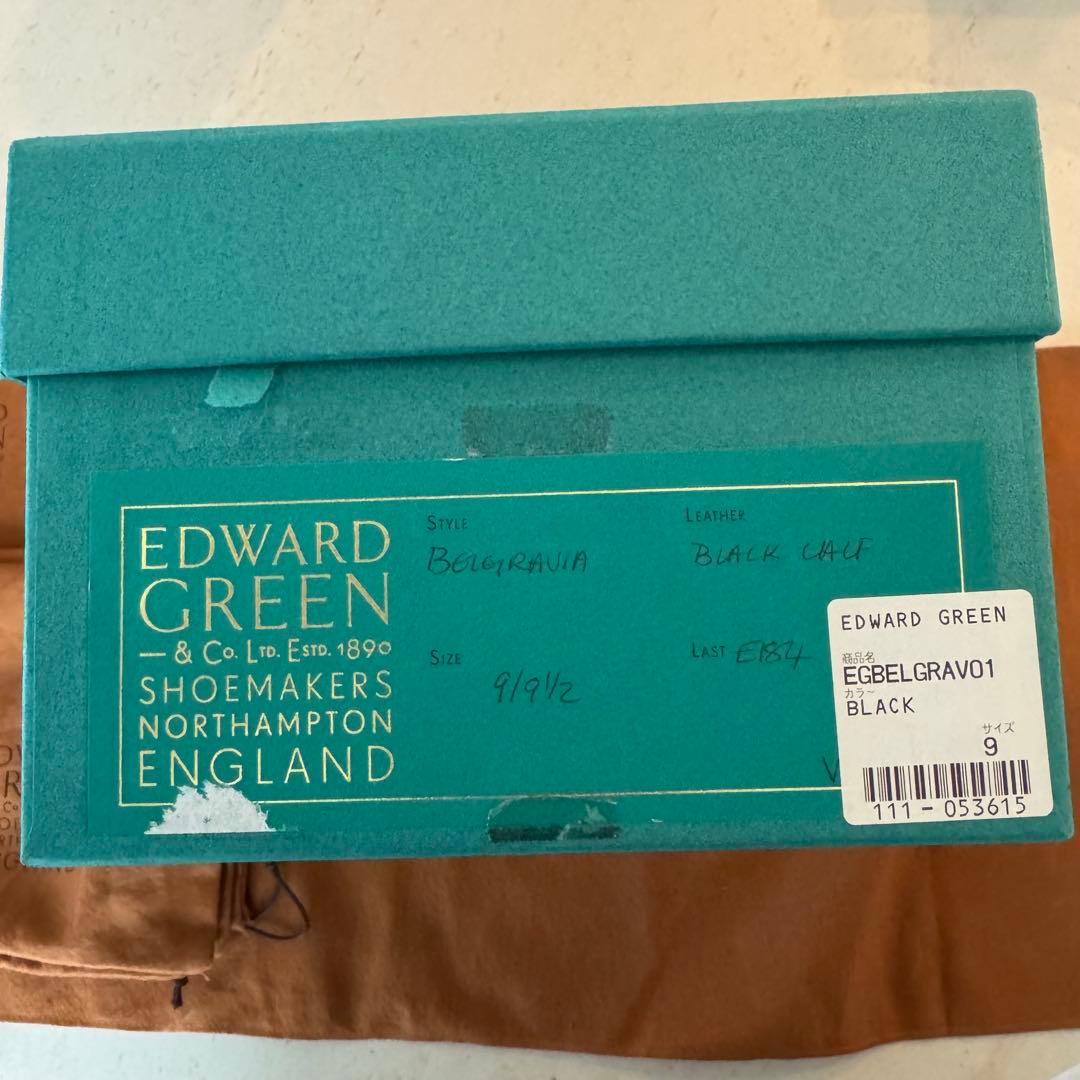 EDWARD
GREEN
— & Co. LTD. ESTD. 1890
SHOEMAKERS
NORTHAMPTON
ENGLAND
STYLE
BELGRAVIA
LEATHER
BLACK CALF
SIZE
9/9½
LAST E184
EDWARD GREEN
商品名
EGBELGRAV01
カラー
BLACK
サイズ
9
111-053615